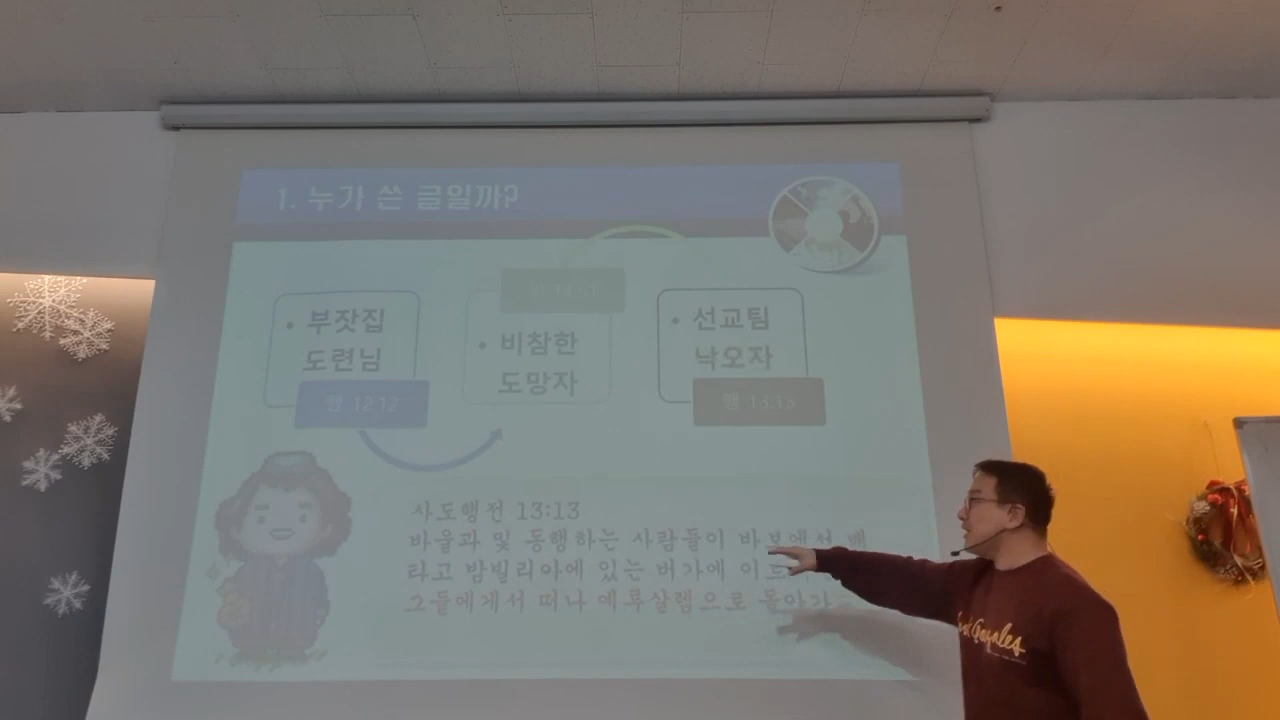 1. 누가 쓴 글일까?
• 부잣집
도련님
행 12:12
• 비참한
도망자
• 선교팀
낙오자
행 13:13
사도행전 13:13
바울과 및 동행하는 사람들이 바보에서 배
타고 밤빌리아에 있는 버가에
그들에게서 떠나 예루살렘으로 돌아가